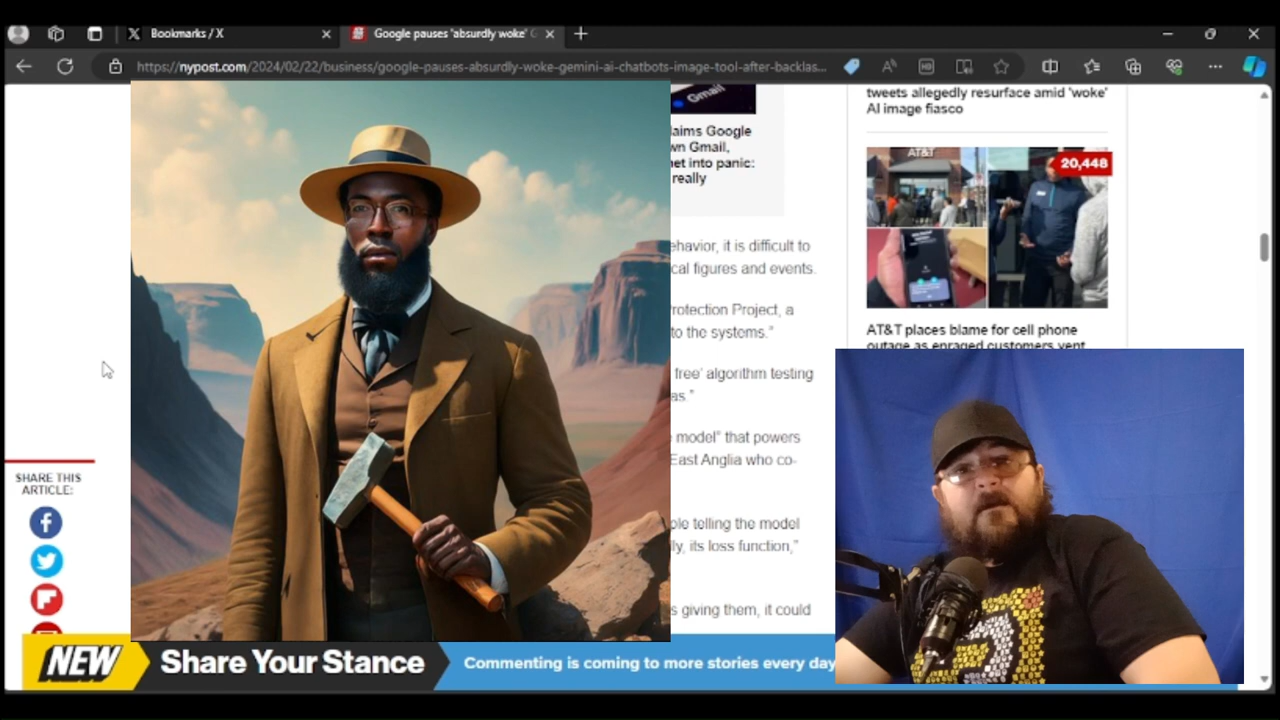 Bookmarks / X
Google pauses 'absurdly woke' G
https://nypost.com/2024/02/22/business/google-pauses-absurdly-woke-gemini-ai-chatbots-image-tool-after-backlas...
Gmail
laims Google
wn Gmail,
net into panic:
really
tweets allegedly resurface amid 'woke'
AI image fiasco
AT&T
20,448
AT&T places blame for cell phone
outage as enraged customers vent
ehavior, it is difficult to
cal figures and events.
Protection Project, a
to the systems."
free' algorithm testing
as."
model" that powers
East Anglia who co-
ple telling the model
ly, its loss function,"
s giving them, it could
SHARE THIS
ARTICLE:
NEW
Share Your Stance
Commenting is coming to more stories every day